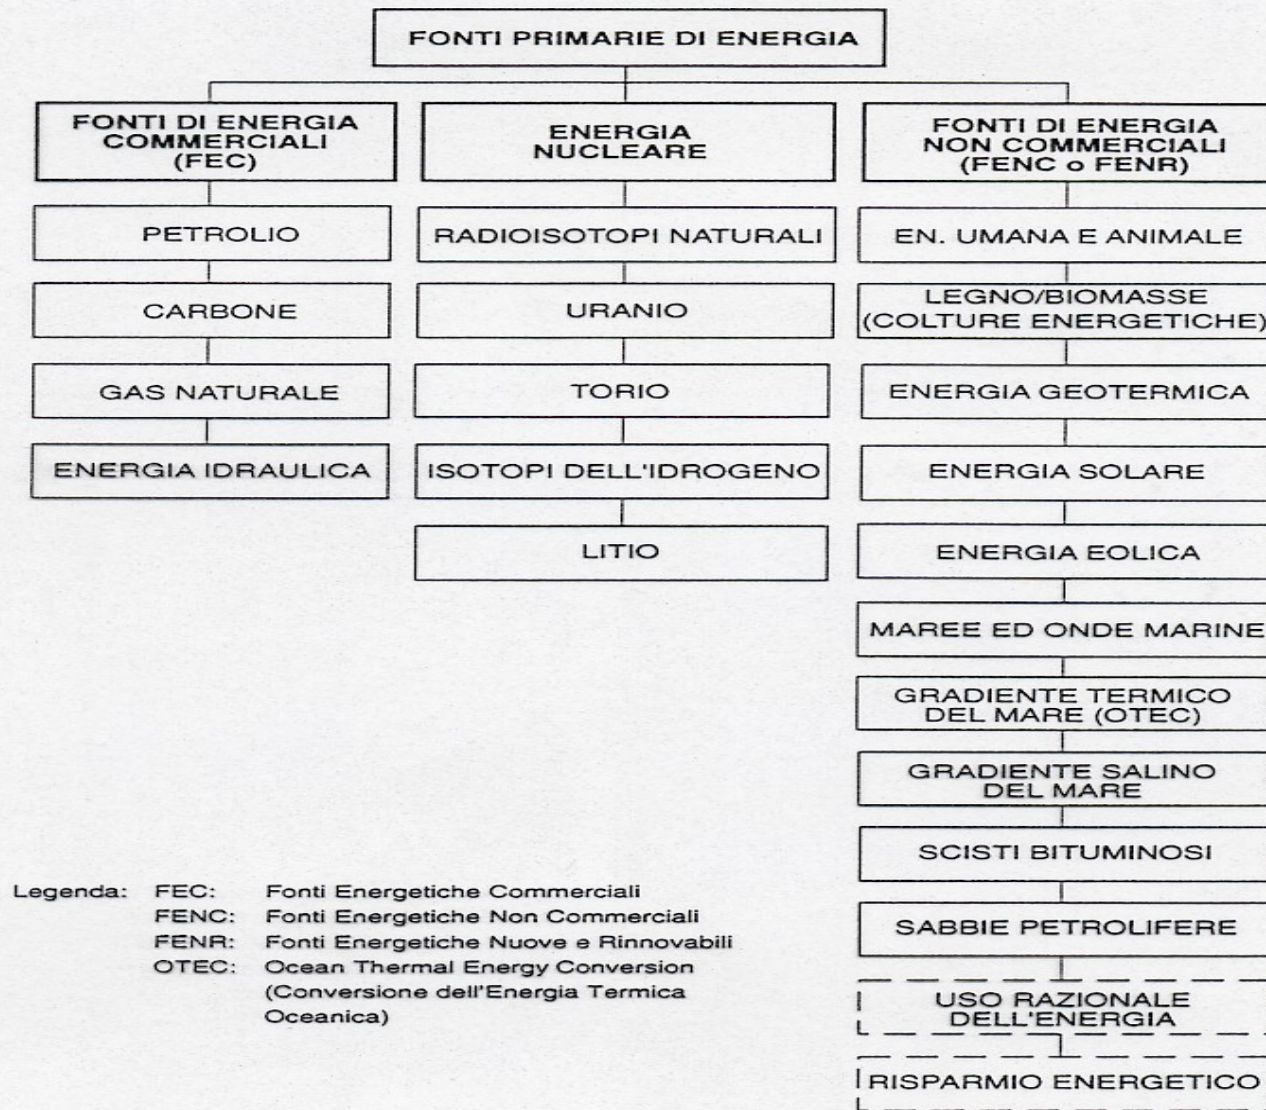 FONTI PRIMARIE DI ENERGIA
FONTI DI ENERGIA
COMMERCIALI
(FEC)
PETROLIO
CARBONE
GAS NATURALE
ENERGIA IDRAULICA
ENERGIA
NUCLEARE
RADIOISOTOPI NATURALI
URANIO
TORIO
ISOTOPI DELL'IDROGENO
LITIO
FONTI DI ENERGIA
NON COMMERCIALI
(FENC o FENR)
EN. UMANA E ANIMALE
LEGNO/BIOMASSE
(COLTURE ENERGETICHE)
ENERGIA GEOTERMICA
ENERGIA SOLARE
ENERGIA EOLICA
MAREE ED ONDE MARINE
GRADIENTE TERMICO
DEL MARE (OTEC)
GRADIENTE SALINO
DEL MARE
SCISTI BITUMINOSI
SABBIE PETROLIFERE
USO RAZIONALE
DELL'ENERGIA
RISPARMIO ENERGETICO
Legenda: FEC: Fonti Energetiche Commerciali
FENC: Fonti Energetiche Non Commerciali
FENR: Fonti Energetiche Nuove e Rinnovabili
OTEC: Ocean Thermal Energy Conversion
(Conversione dell'Energia Termica
Oceanica)